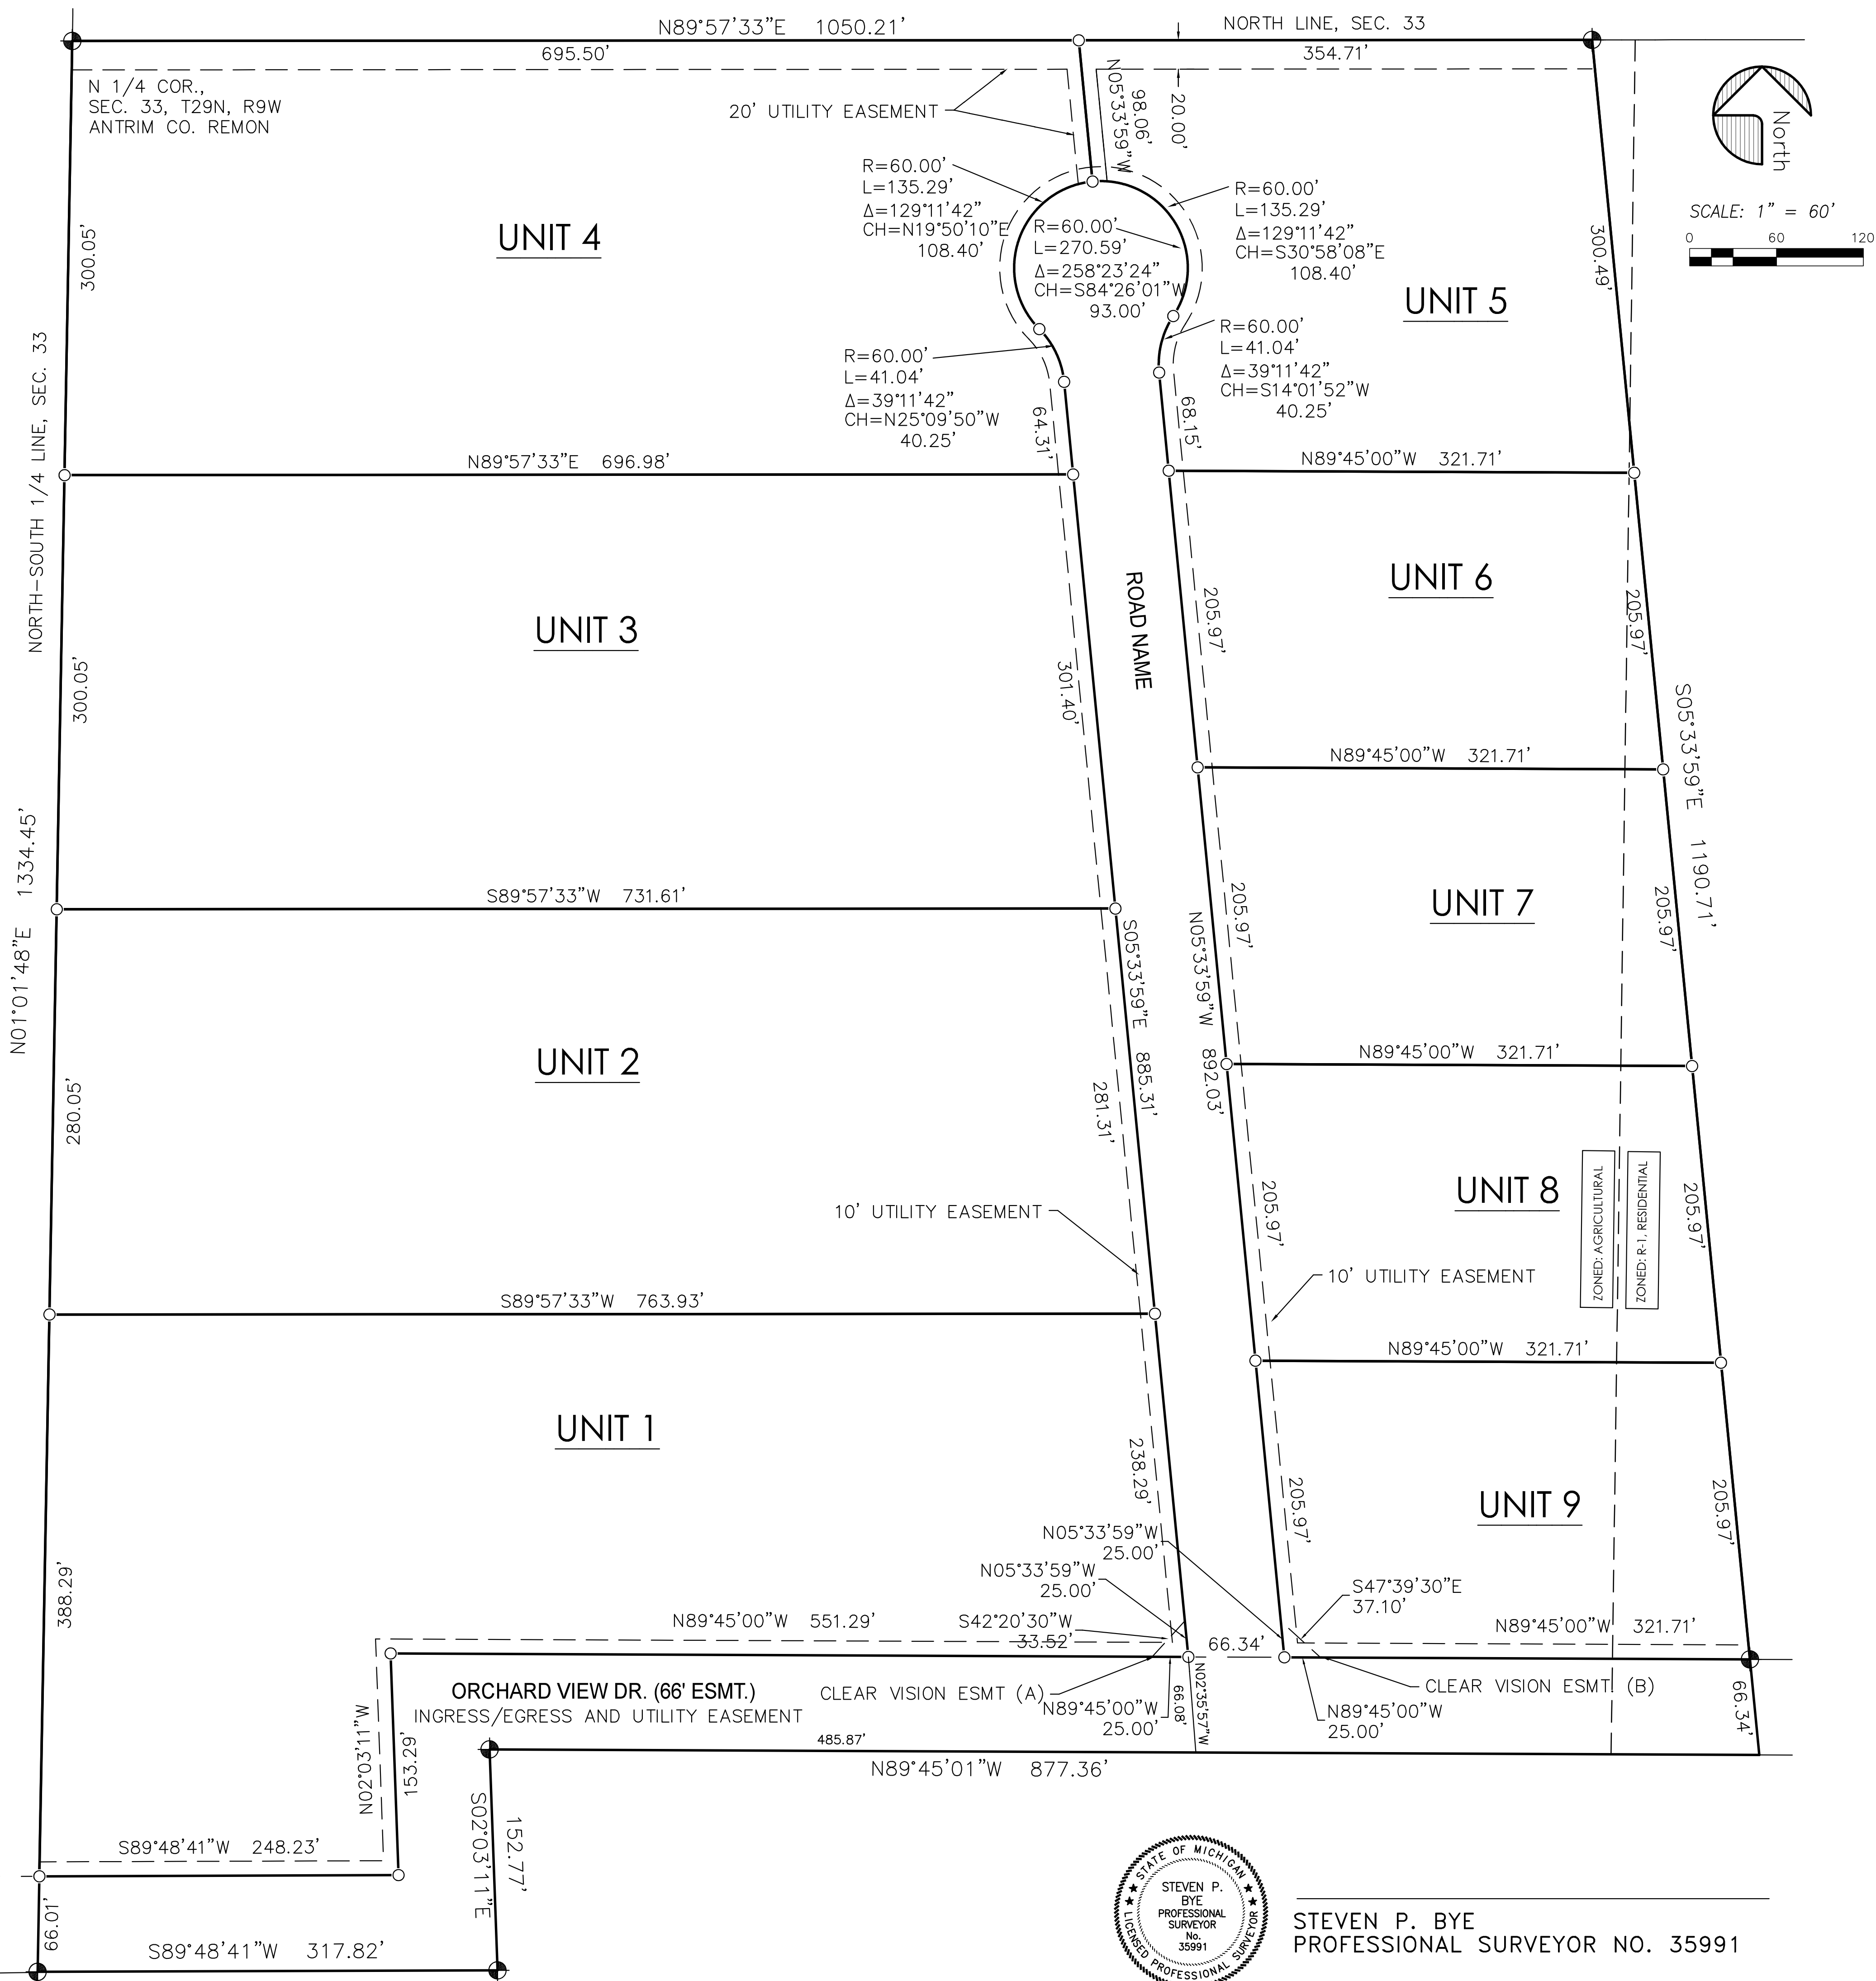 N89°57'33"E 1050.21'
NORTH LINE, SEC. 33
695.50'
354.71'
N 1/4 COR.,
SEC. 33, T29N, R9W
ANTRIM CO. REMON
20' UTILITY EASEMENT
N05°33'59"W
98.06'
20.00'
North
SCALE: 1" = 60'
0 60 120
R=60.00'
L=135.29'
Δ=129°11'42"
CH=N19°50'10"E
108.40'
R=60.00'
L=270.59'
Δ=258°23'24"
CH=S84°26'01"W
93.00'
R=60.00'
L=135.29'
Δ=129°11'42"
CH=S30°58'08"E
108.40'
UNIT 4
UNIT 5
300.05'
300.49'
R=60.00'
L=41.04'
Δ=39°11'42"
CH=N25°09'50"W
40.25'
R=60.00'
L=41.04'
Δ=39°11'42"
CH=S14°01'52"W
40.25'
64.31'
68.15'
NORTH-SOUTH 1/4 LINE, SEC. 33
N89°57'33"E 696.98'
N89°45'00"W 321.71'
UNIT 3
UNIT 6
ROAD NAME
300.05'
301.40'
205.97'
205.97'
N89°45'00"W 321.71'
S05°33'59"E 1190.71'
N01°01'48"E 1334.45'
S89°57'33"W 731.61'
UNIT 7
205.97'
205.97'
S05°33'59"E 885.31'
N05°33'59"W 892.03'
UNIT 2
280.05'
281.31'
N89°45'00"W 321.71'
UNIT 8
205.97'
205.97'
ZONED: AGRICULTURAL
ZONED: R-1, RESIDENTIAL
10' UTILITY EASEMENT
10' UTILITY EASEMENT
S89°57'33"W 763.93'
N89°45'00"W 321.71'
UNIT 1
UNIT 9
238.29'
205.97'
205.97'
388.29'
N05°33'59"W
25.00'
N05°33'59"W
25.00'
S42°20'30"W
33.52'
S47°39'30"E
37.10'
N89°45'00"W 551.29'
66.34'
N89°45'00"W 321.71'
ORCHARD VIEW DR. (66' ESMT.)
INGRESS/EGRESS AND UTILITY EASEMENT
CLEAR VISION ESMT (A)
N89°45'00"W
25.00'
66.08'
N02°35'57"W
CLEAR VISION ESMT. (B)
N89°45'00"W
25.00'
66.34'
485.87'
N89°45'01"W 877.36'
N02°03'11"W
153.29'
S02°03'11"E
152.77'
S89°48'41"W 248.23'
66.01'
S89°48'41"W 317.82'
STATE OF MICHIGAN
STEVEN P.
BYE
PROFESSIONAL
SURVEYOR
No.
35991
LICENSED PROFESSIONAL SURVEYOR
STEVEN P. BYE
PROFESSIONAL SURVEYOR NO. 35991